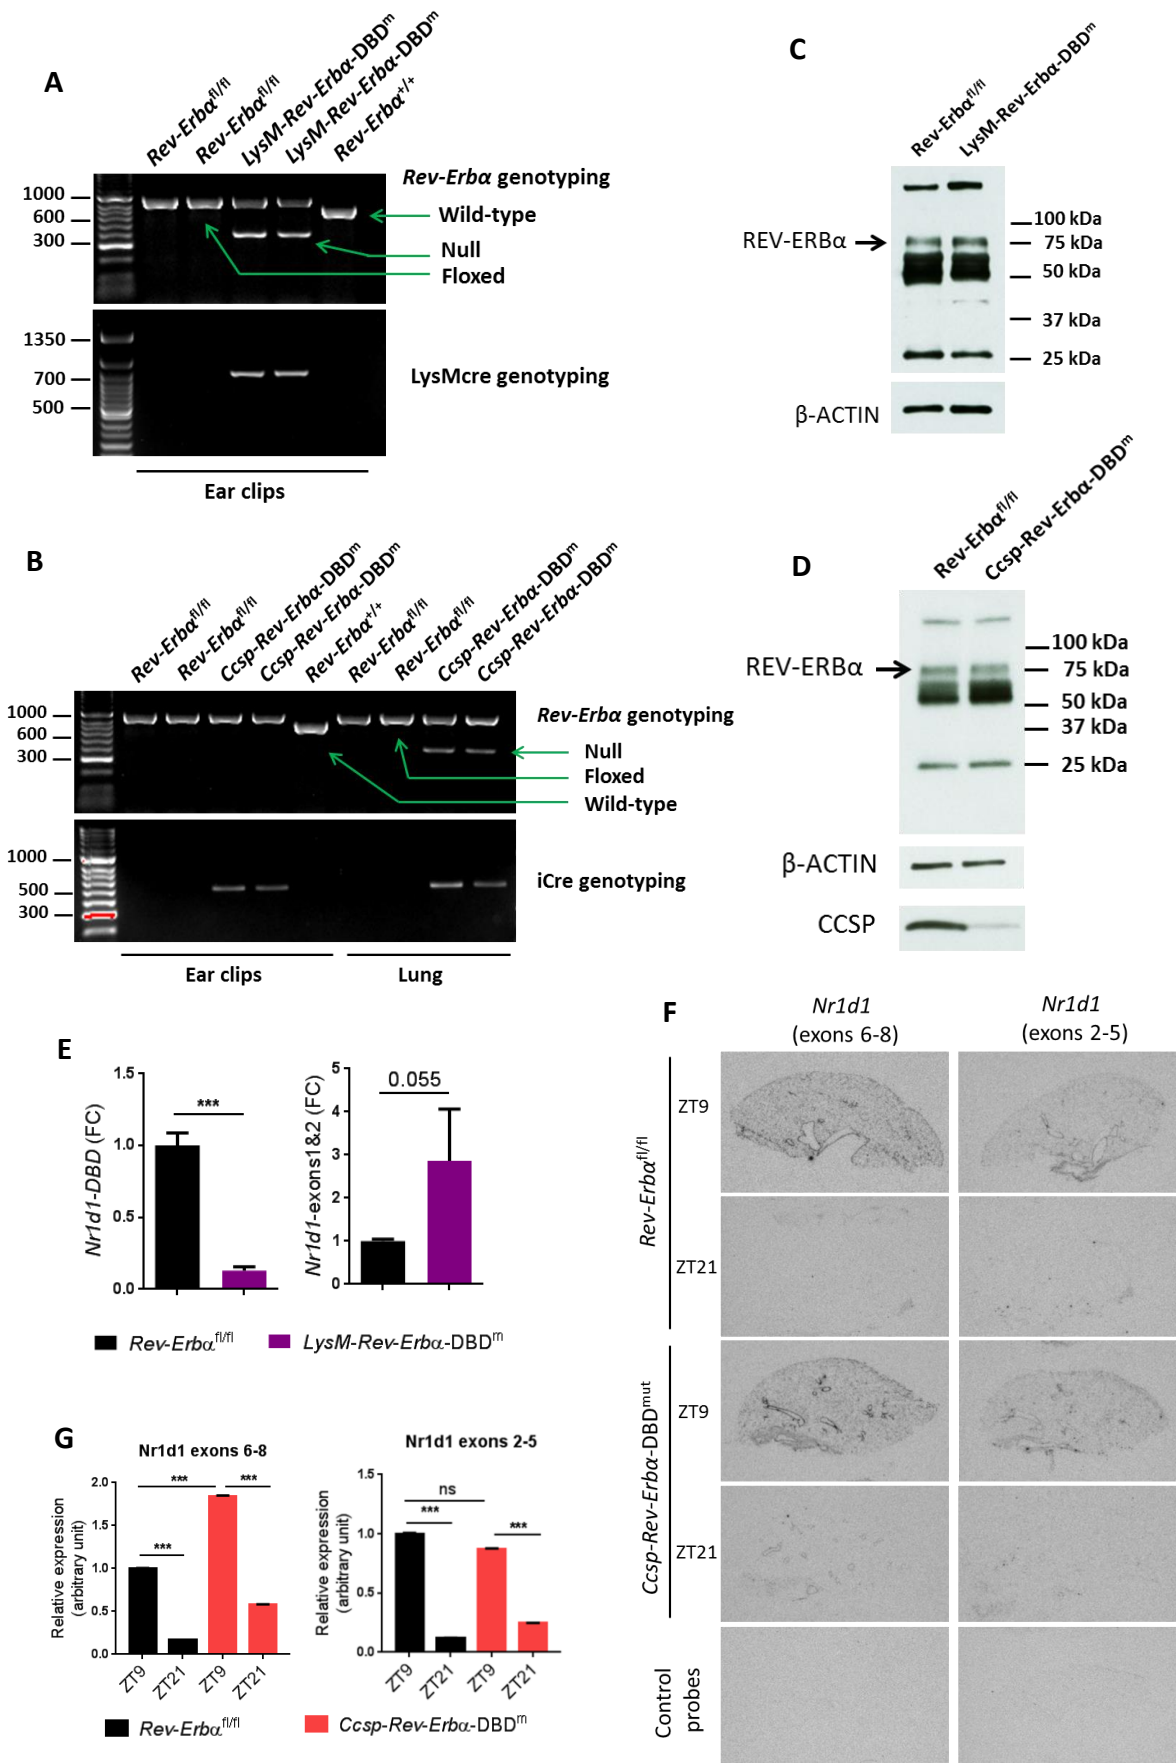 A
Rev-Erbα fl/fl
Rev-Erbα fl/fl
LysM-Rev-Erbα-DBD m
LysM-Rev-Erbα-DBD m
Rev-Erbα +/+
1000
600
300
Rev-Erbα genotyping
Wild-type
Null
Floxed
1350
700
500
LysMcre genotyping
Ear clips
B
Rev-Erbα fl/fl
Rev-Erbα fl/fl
Ccsp-Rev-Erbα-DBD m
Ccsp-Rev-Erbα-DBD m
Rev-Erbα +/+
Rev-Erbα fl/fl
Rev-Erbα fl/fl
Ccsp-Rev-Erbα-DBD m
Ccsp-Rev-Erbα-DBD m
1000
600
300
Rev-Erbα genotyping
Null
Floxed
Wild-type
1000
500
300
iCre genotyping
Ear clips
Lung
C
Rev-Erbα fl/fl
LysM-Rev-Erbα-DBD m
REV-ERBα
100 kDa
75 kDa
50 kDa
37 kDa
25 kDa
β-ACTIN
D
Rev-Erbα fl/fl
Ccsp-Rev-Erbα-DBD m
REV-ERBα
100 kDa
75 kDa
50 kDa
37 kDa
25 kDa
β-ACTIN
CCSP
E
Nr1d1-DBD (FC)
1.5
1.0
0.5
0.0
***
Nr1d1-exons1&2 (FC)
5
4
3
2
1
0
0.055
Rev-Erbα fl/fl
LysM-Rev-Erbα-DBD m
F
Nr1d1
(exons 6-8)
Nr1d1
(exons 2-5)
Rev-Erbα fl/fl
ZT9
ZT21
Ccsp-Rev-Erbα-DBD mut
ZT9
ZT21
Control
probes
G
Nr1d1 exons 6-8
Relative expression
(arbitrary unit)
2.0
1.5
1.0
0.5
0.0
***
***
***
ZT9
ZT21
ZT9
ZT21
Nr1d1 exons 2-5
Relative expression
(arbitrary unit)
1.5
1.0
0.5
0.0
ns
***
***
ZT9
ZT21
ZT9
ZT21
Rev-Erbα fl/fl
Ccsp-Rev-Erbα-DBD m